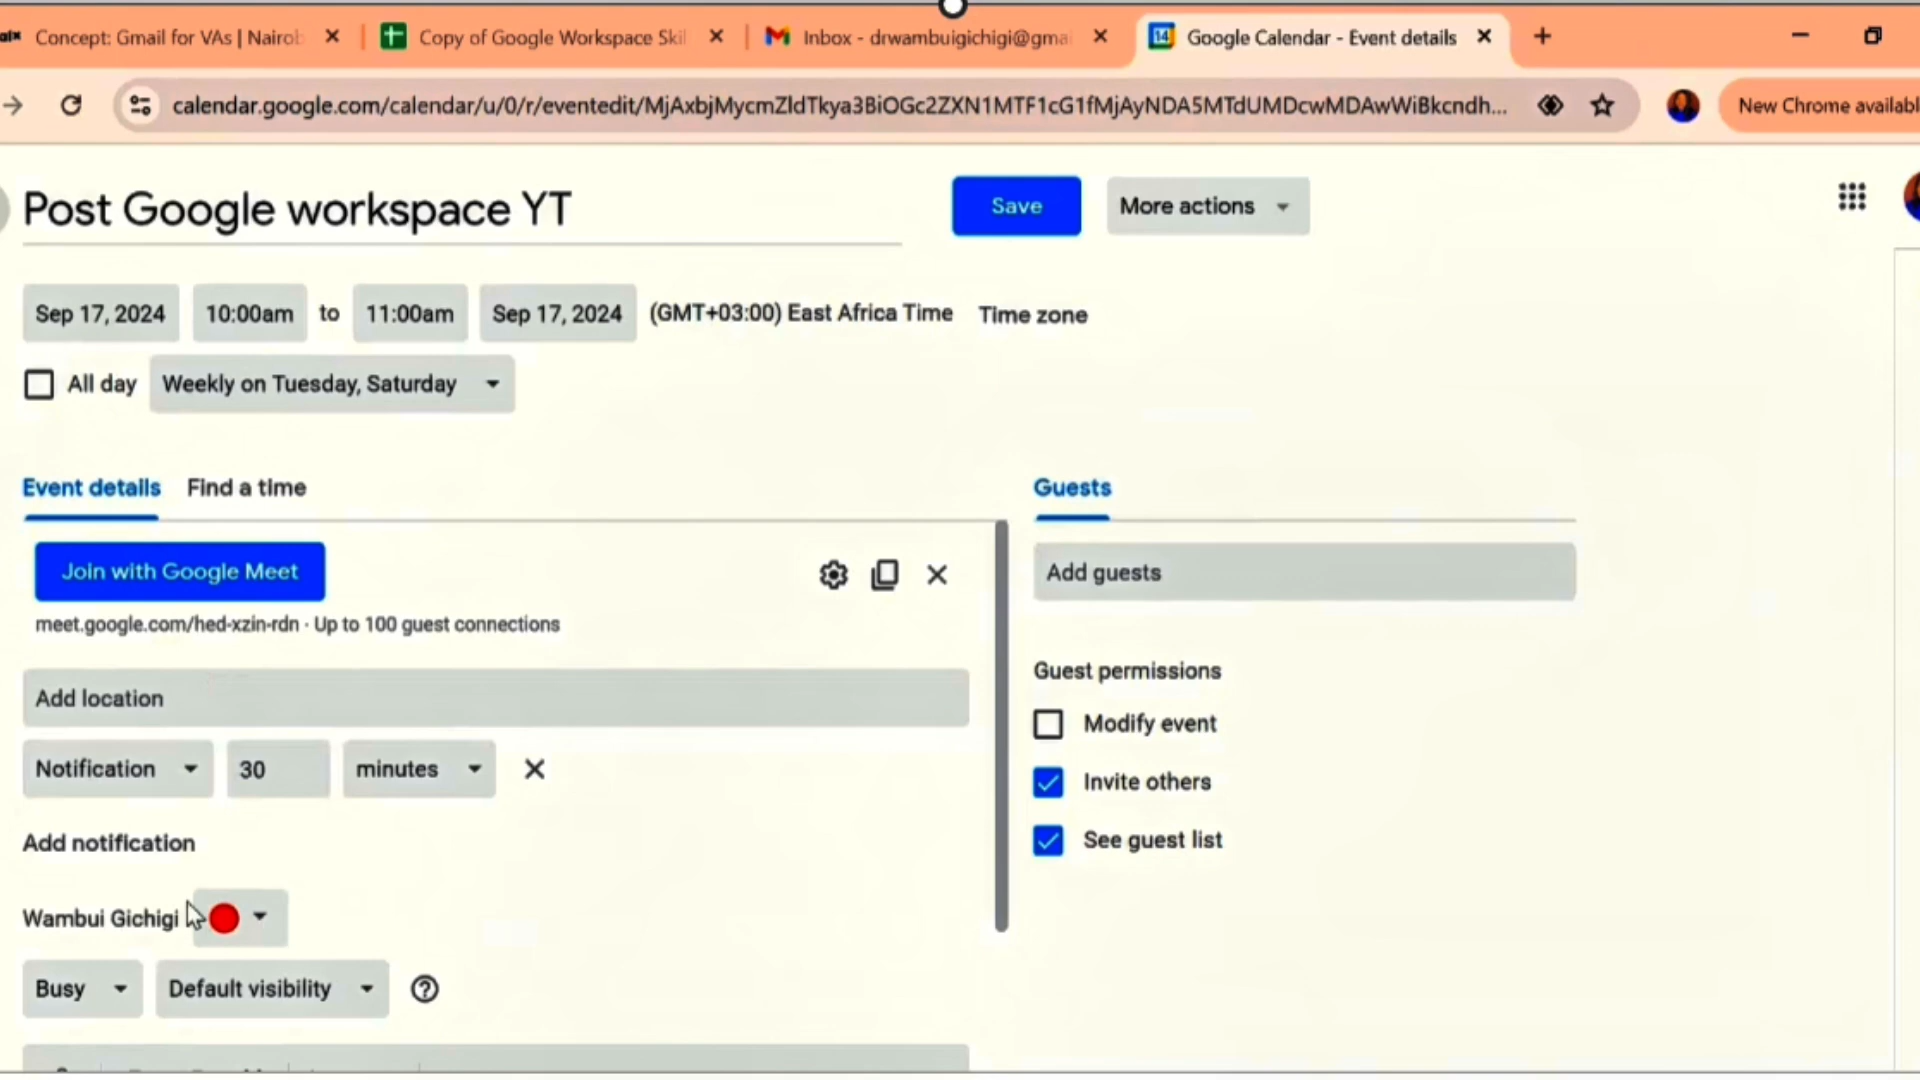 Concept: Gmail for VAs | Nairob
Copy of Google Workspace Skil
Inbox - drwambuigichigi@gmai
Google Calendar - Event details
calendar.google.com/calendar/u/0/r/eventedit/MjAxbjMycmZldTkya3BiOGc2ZXN1MTF1cG1fMjAyNDA5MTdUMDcwMDAwWiBkcndh...
New Chrome availabl
Post Google workspace YT
Save
More actions
Sep 17, 2024 10:00am to 11:00am Sep 17, 2024 (GMT+03:00) East Africa Time Time zone
All day Weekly on Tuesday, Saturday
Event details Find a time
Guests
Join with Google Meet
meet.google.com/hed-xzin-rdn · Up to 100 guest connections
Add guests
Add location
Guest permissions
Modify event
Notification 30 minutes
Invite others
Add notification
See guest list
Wambui Gichigi
Busy Default visibility